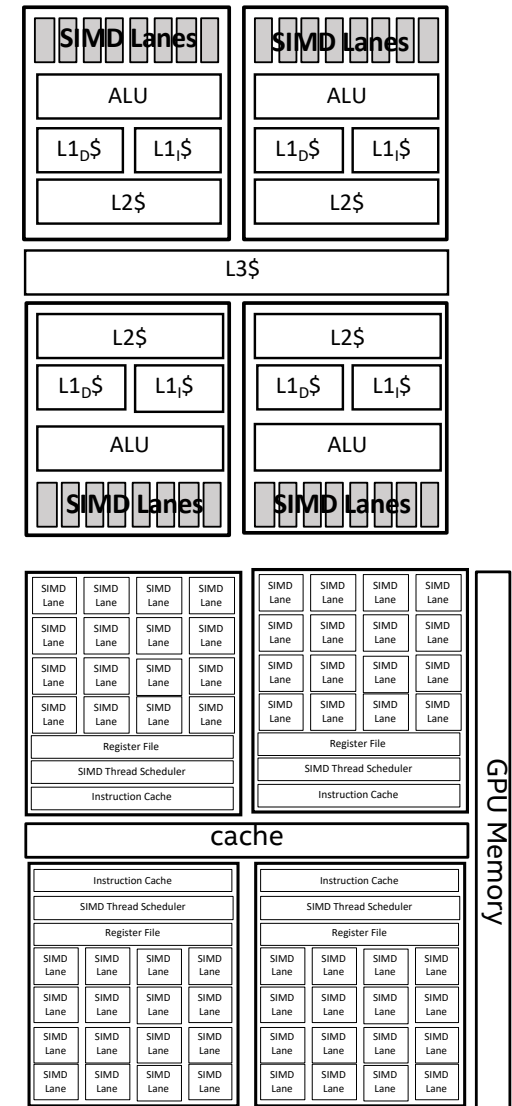 SIMD Lanes
ALU
L1D$ L1I$
L2$
SIMD Lanes
ALU
L1D$ L1I$
L2$
L3$
L2$
L1D$ L1I$
ALU
SIMD Lanes
L2$
L1D$ L1I$
ALU
SIMD Lanes
SIMD SIMD SIMD SIMD
Lane Lane Lane Lane
SIMD SIMD SIMD SIMD
Lane Lane Lane Lane
SIMD SIMD SIMD SIMD
Lane Lane Lane Lane
SIMD SIMD SIMD SIMD
Lane Lane Lane Lane
Register File
SIMD Thread Scheduler
Instruction Cache
SIMD SIMD SIMD SIMD
Lane Lane Lane Lane
SIMD SIMD SIMD SIMD
Lane Lane Lane Lane
SIMD SIMD SIMD SIMD
Lane Lane Lane Lane
SIMD SIMD SIMD SIMD
Lane Lane Lane Lane
Register File
SIMD Thread Scheduler
Instruction Cache
cache
Instruction Cache
SIMD Thread Scheduler
Register File
SIMD SIMD SIMD SIMD
Lane Lane Lane Lane
SIMD SIMD SIMD SIMD
Lane Lane Lane Lane
SIMD SIMD SIMD SIMD
Lane Lane Lane Lane
SIMD SIMD SIMD SIMD
Lane Lane Lane Lane
Instruction Cache
SIMD Thread Scheduler
Register File
SIMD SIMD SIMD SIMD
Lane Lane Lane Lane
SIMD SIMD SIMD SIMD
Lane Lane Lane Lane
SIMD SIMD SIMD SIMD
Lane Lane Lane Lane
SIMD SIMD SIMD SIMD
Lane Lane Lane Lane
GPU Memory